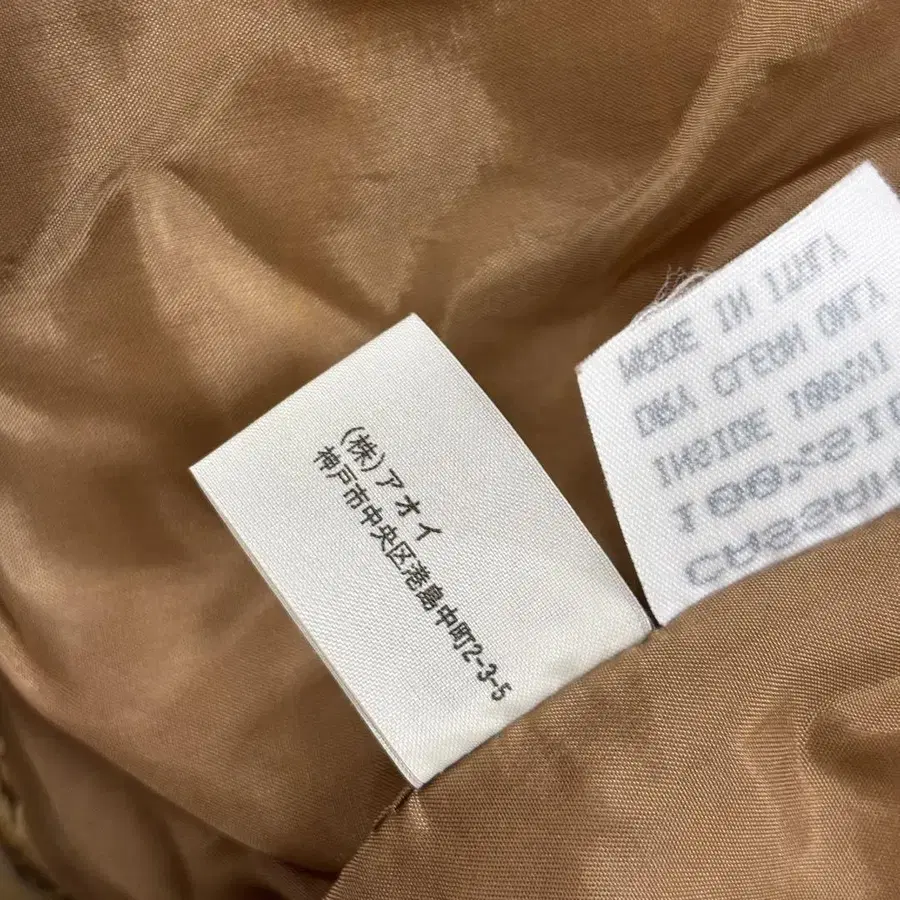 (株)アオイ
神戸市中央区港島中町2-3-5
MADE IN ITALY
DRY CLEAN ONLY
INSIDE